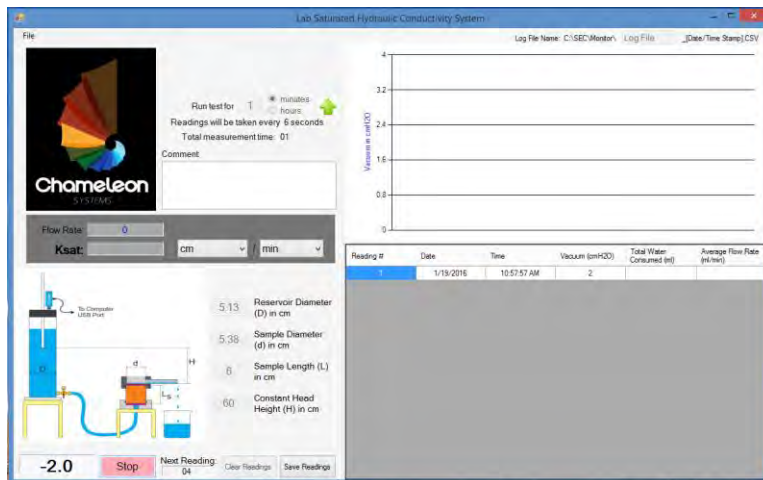 Lab Saturated Hydraulic Conductivity System
File
Log File Name: C:\SEC\Monitor\ Log File _[Date/Time Stamp].CSV
Chameleon
SYSTEMS
Run test for 1 minutes
hours
Readings will be taken every 6 seconds
Total measurement time: 01
Comment
Flow Rate: 0
Ksat: cm / min
To Computer
USB Port
D
d
H
Ls
5.13 Reservoir Diameter
(D) in cm
5.38 Sample Diameter
(d) in cm
6 Sample Length (L)
in cm
60 Constant Head
Height (H) in cm
-2.0 Stop Next Reading: 04 Clear Readings Save Readings
Vacuum in cmH2O
4
3.2
2.4
1.6
0.8
0
Reading # Date Time Vacuum (cmH2O) Total Water Consumed (ml) Average Flow Rate (ml/min)
1 1/19/2016 10:57:57 AM 2